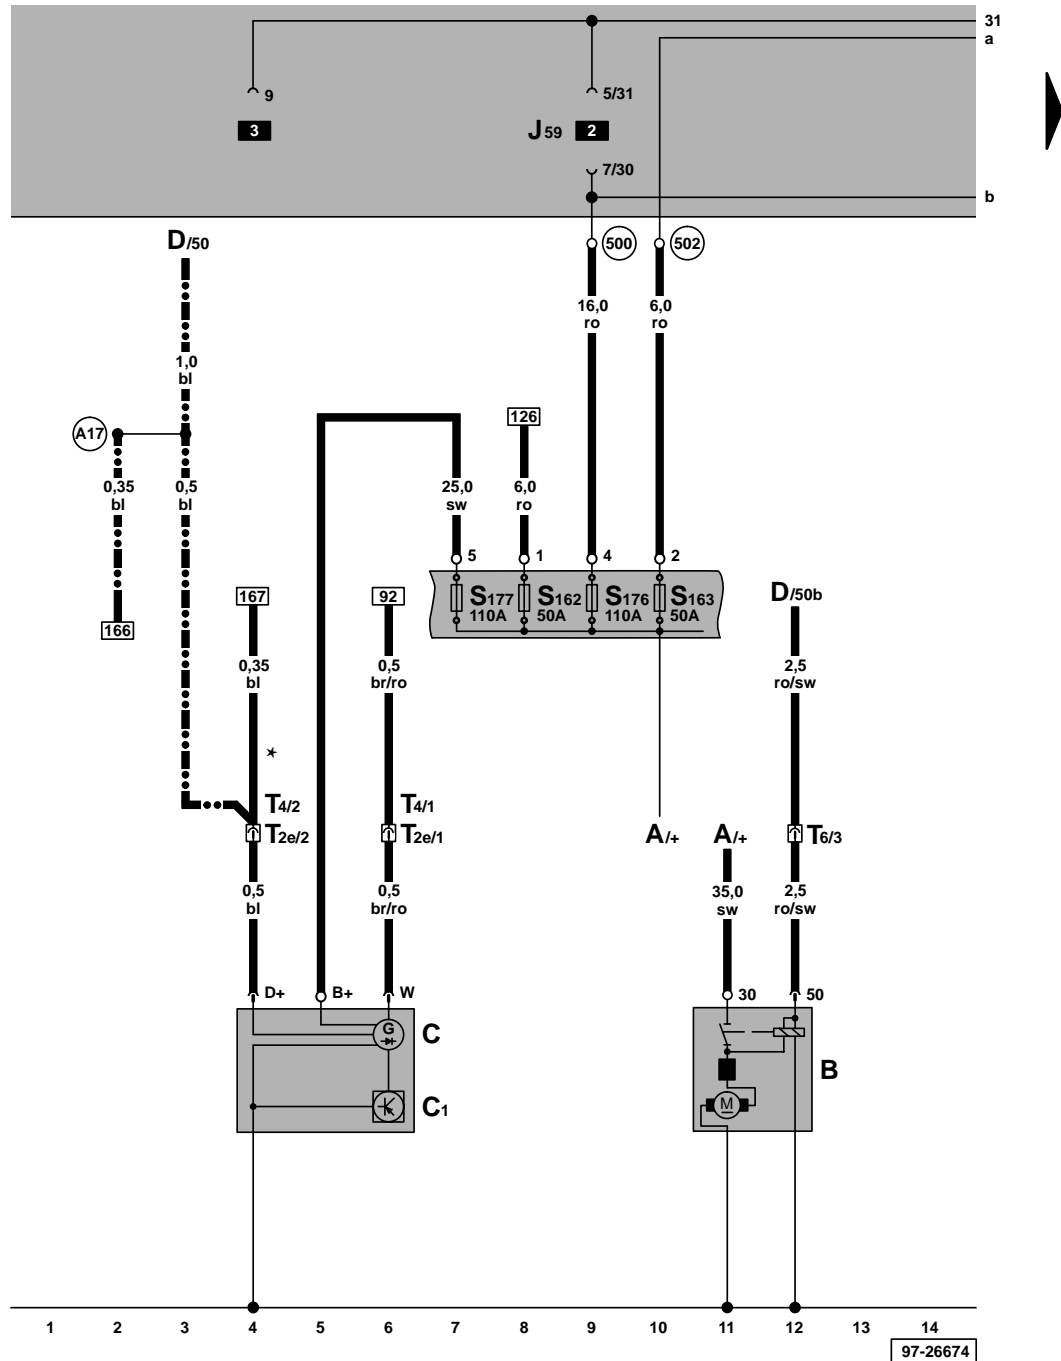 31
a
9
5/31
3
J59
2
7/30
b
D/50
500
502
16,0
ro
6,0
ro
1,0
bl
126
A17
0,35
bl
0,5
bl
25,0
sw
6,0
ro
5
1
4
2
S177
110A
S162
50A
S176
110A
S163
50A
D/50b
167
92
166
0,35
bl
0,5
br/ro
2,5
ro/sw
*
T4/2
T4/1
T2e/2
T2e/1
A/+
A/+
T6/3
0,5
bl
0,5
br/ro
35,0
sw
2,5
ro/sw
D+
B+
W
30
50
G
C
B
C1
M
1 2 3 4 5 6 7 8 9 10 11 12 13 14
97-26674